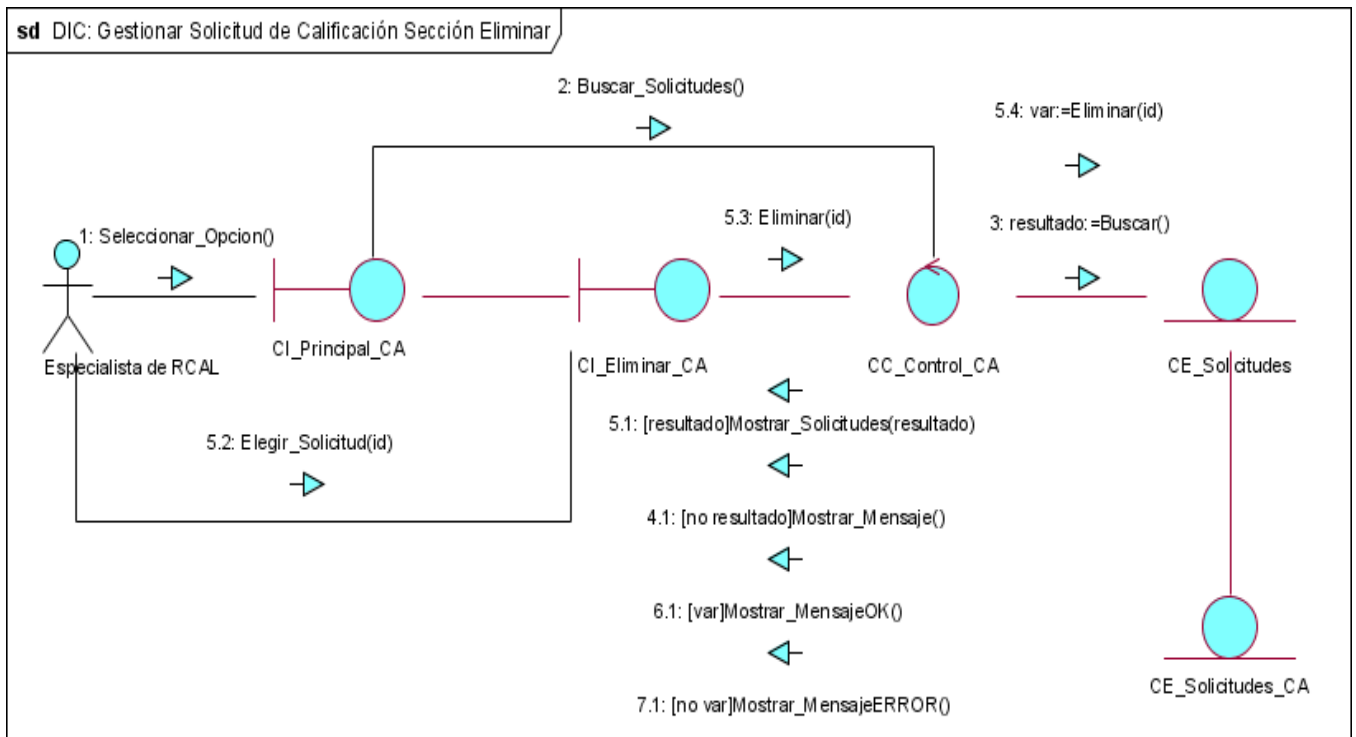 sd DIC: Gestionar Solicitud de Calificación Sección Eliminar
2: Buscar_Solicitudes()
5.4: var:=Eliminar(id)
1: Seleccionar_Opcion()
5.3: Eliminar(id)
3: resultado:=Buscar()
Especialista de RCAL
CI_Principal_CA
CI_Eliminar_CA
CC_Control_CA
CE_Solicitudes
5.2: Elegir_Solicitud(id)
5.1: [resultado]Mostrar_Solicitudes(resultado)
4.1: [no resultado]Mostrar_Mensaje()
6.1: [var]Mostrar_MensajeOK()
7.1: [no var]Mostrar_MensajeERROR()
CE_Solicitudes_CA